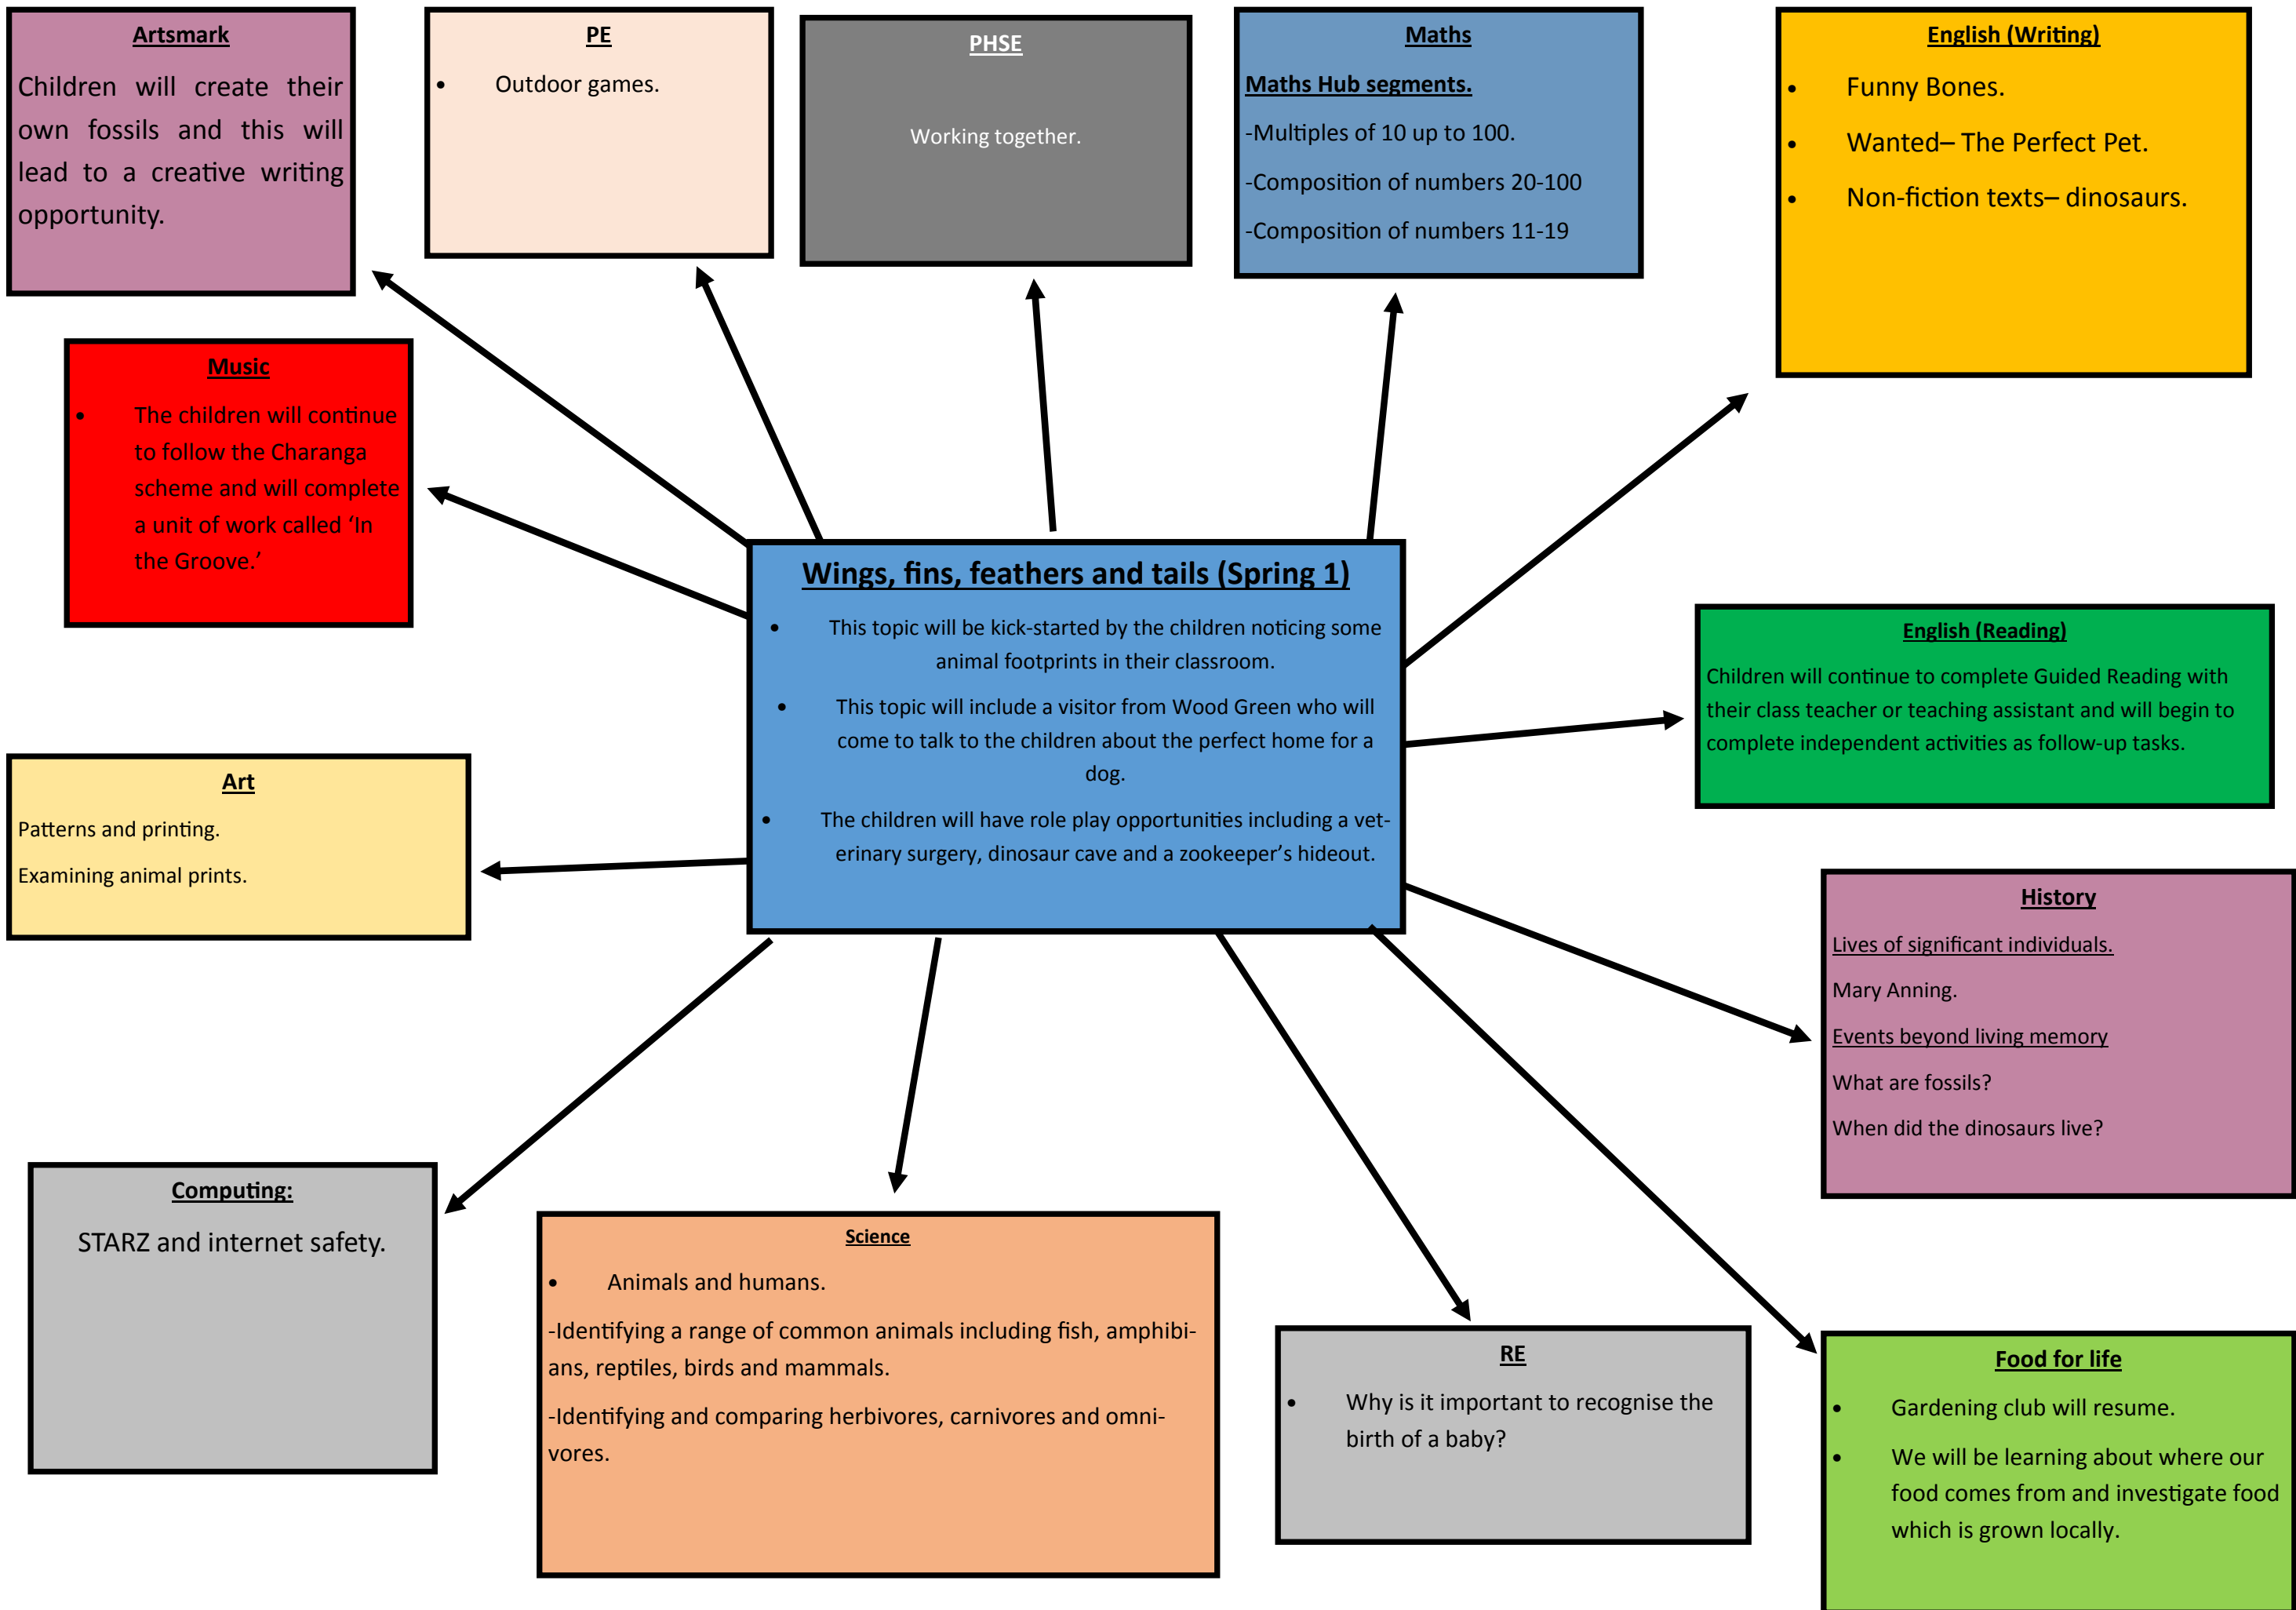 Artsmark
Children will create their
own fossils and this will
lead to a creative writing
opportunity.
PE
• Outdoor games.
PHSE
Working together.
Maths
Maths Hub segments.
-Multiples of 10 up to 100.
-Composition of numbers 20-100
-Composition of numbers 11-19
English (Writing)
• Funny Bones.
• Wanted– The Perfect Pet.
• Non-fiction texts– dinosaurs.
Music
• The children will continue
to follow the Charanga
scheme and will complete
a unit of work called ‘In
the Groove.’
Wings, fins, feathers and tails (Spring 1)
• This topic will be kick-started by the children noticing some
animal footprints in their classroom.
• This topic will include a visitor from Wood Green who will
come to talk to the children about the perfect home for a
dog.
• The children will have role play opportunities including a vet-
erinary surgery, dinosaur cave and a zookeeper’s hideout.
English (Reading)
Children will continue to complete Guided Reading with
their class teacher or teaching assistant and will begin to
complete independent activities as follow-up tasks.
Art
Patterns and printing.
Examining animal prints.
History
Lives of significant individuals.
Mary Anning.
Events beyond living memory
What are fossils?
When did the dinosaurs live?
Computing:
STARZ and internet safety.
Science
• Animals and humans.
-Identifying a range of common animals including fish, amphibi-
ans, reptiles, birds and mammals.
-Identifying and comparing herbivores, carnivores and omni-
vores.
RE
• Why is it important to recognise the
birth of a baby?
Food for life
• Gardening club will resume.
• We will be learning about where our
food comes from and investigate food
which is grown locally.